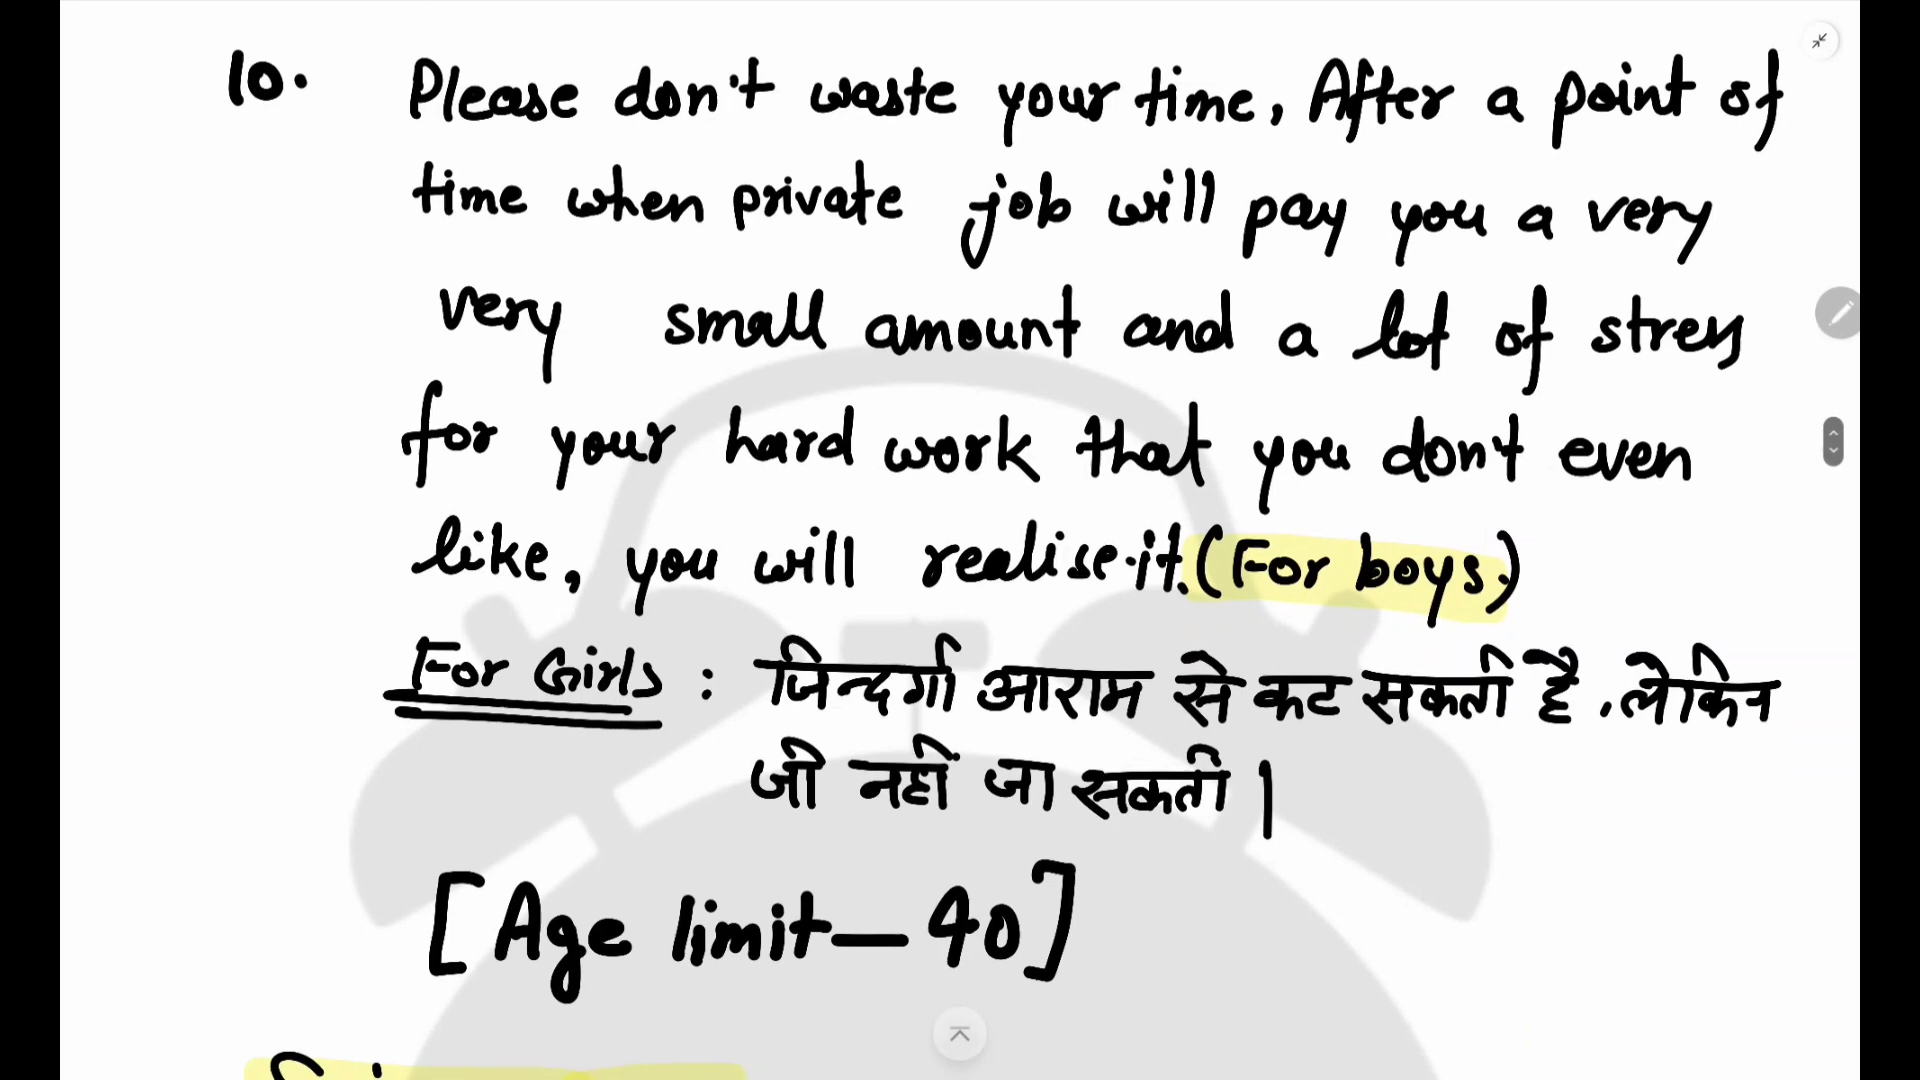 10. Please don't waste your time, After a point of
time when private job will pay you a very
very small amount and a lot of stress
for your hard work that you don't even
like, you will realise it. (For boys.)
For Girls : जिन्दगी आराम से कट सकती है, लेकिन
जी नहीं जा सकती।
[Age limit — 40]